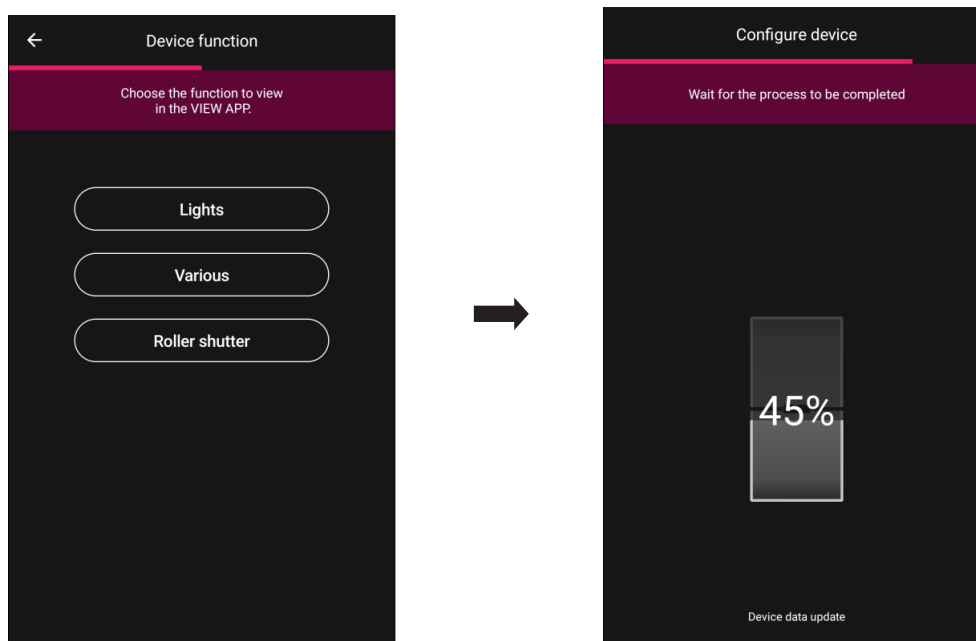 Device function
Choose the function to view
in the VIEW APP.
Lights
Various
Roller shutter
Configure device
Wait for the process to be completed
45%
Device data update